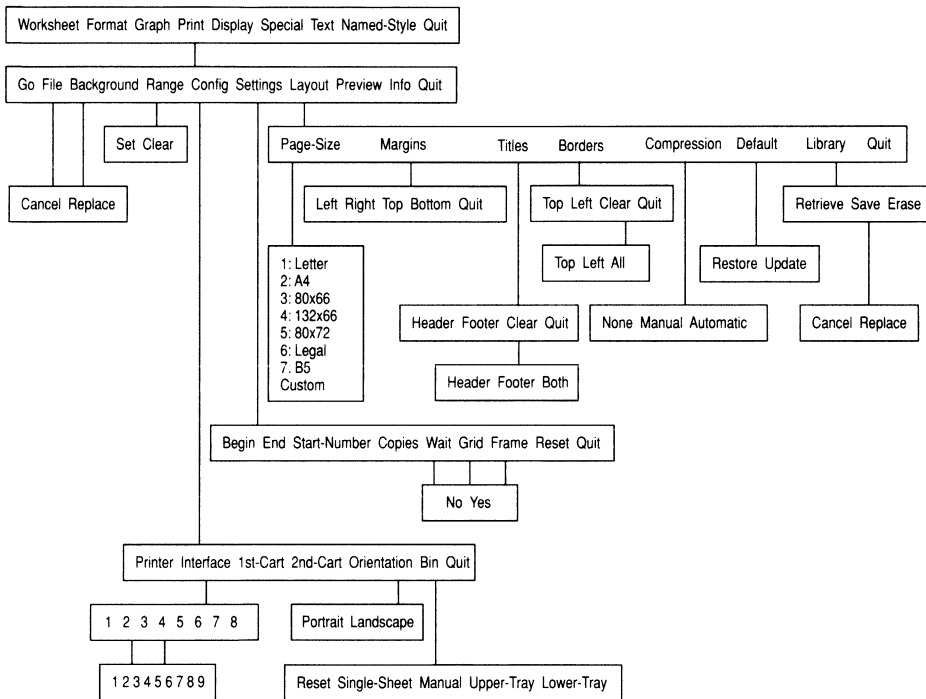 Worksheet Format Graph Print Display Special Text Named-Style Quit
Go File Background Range Config Settings Layout Preview Info Quit
Set Clear
Cancel Replace
Page-Size Margins Titles Borders Compression Default Library Quit
Left Right Top Bottom Quit
Top Left Clear Quit
Retrieve Save Erase
Top Left All
Restore Update
1: Letter
2: A4
3: 80x66
4: 132x66
5: 80x72
6: Legal
7: B5
Custom
Header Footer Clear Quit
None Manual Automatic
Cancel Replace
Header Footer Both
Begin End Start-Number Copies Wait Grid Frame Reset Quit
No Yes
Printer Interface 1st-Cart 2nd-Cart Orientation Bin Quit
1 2 3 4 5 6 7 8
Portrait Landscape
1 2 3 4 5 6 7 8 9
Reset Single-Sheet Manual Upper-Tray Lower-Tray